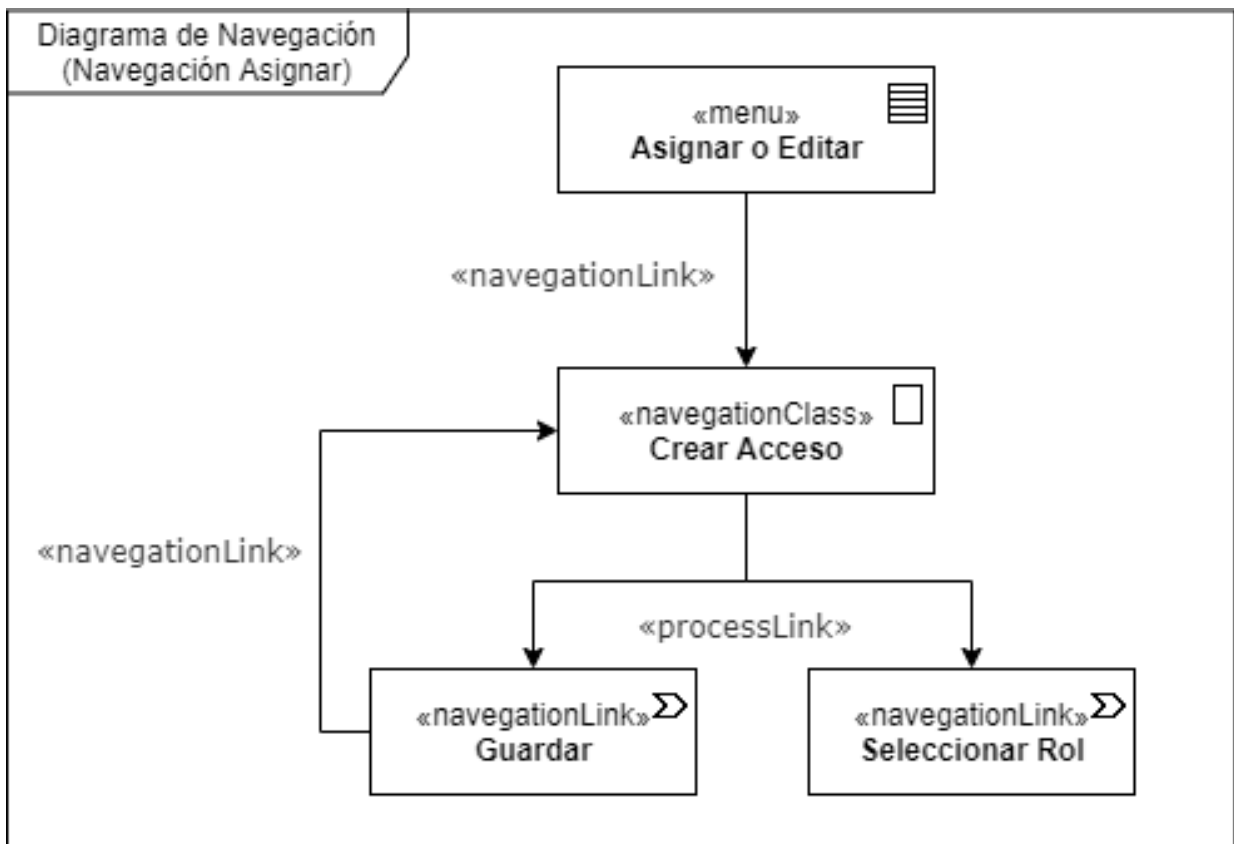 Diagrama de Navegación
(Navegación Asignar)
«menu»
Asignar o Editar
«navegationLink»
«navegationClass»
Crear Acceso
«navegationLink»
«processLink»
«navegationLink»
Guardar
«navegationLink»
Seleccionar Rol